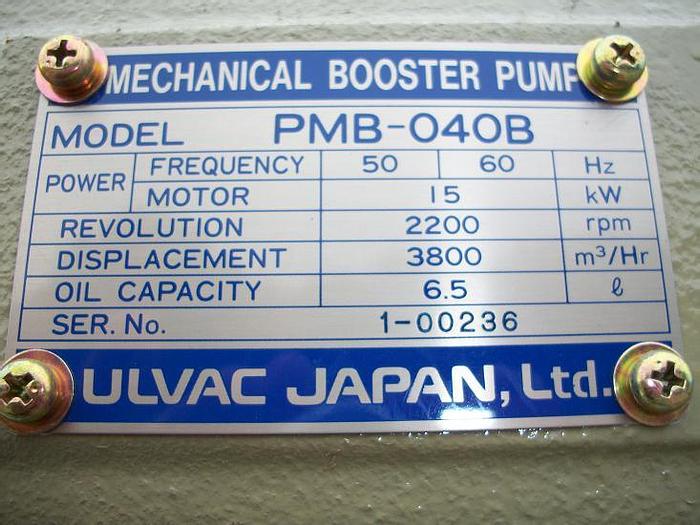 MECHANICAL BOOSTER PUMP
MODEL PMB-040B
POWER FREQUENCY 50 60 Hz
MOTOR 15 kW
REVOLUTION 2200 rpm
DISPLACEMENT 3800 m³/Hr
OIL CAPACITY 6.5 ℓ
SER. No. 1-00236
ULVAC JAPAN, Ltd.